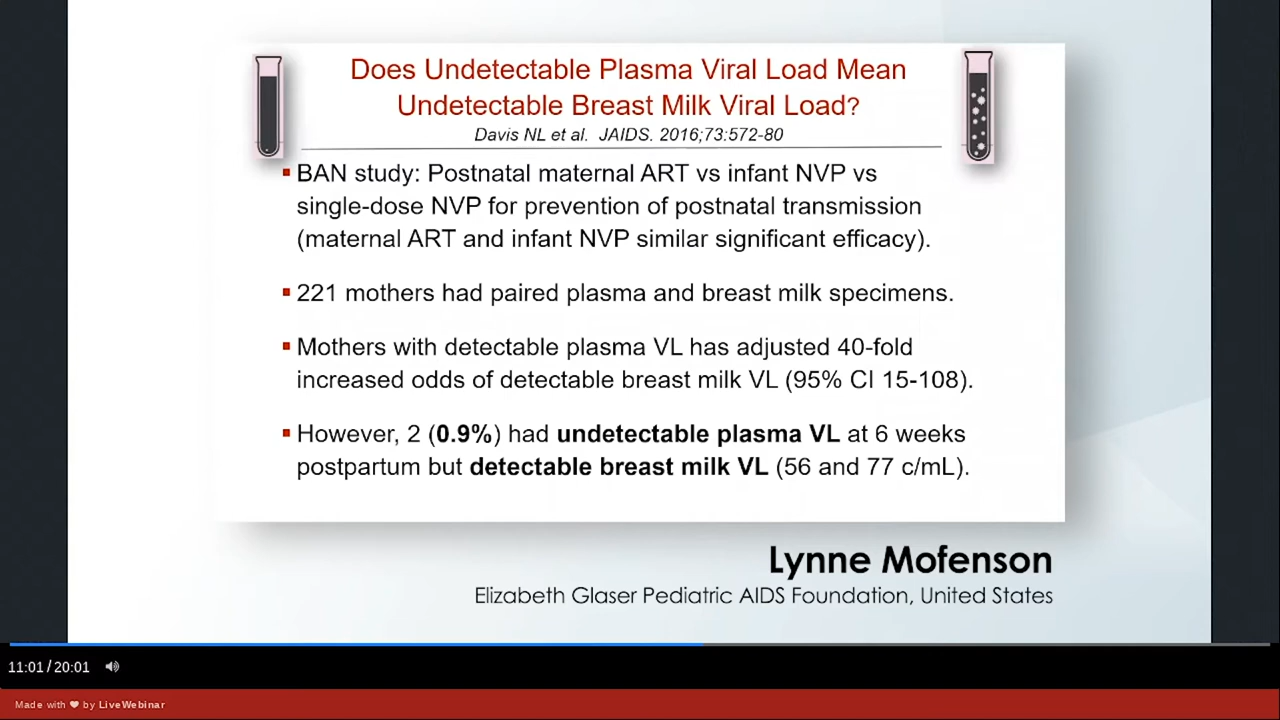 Does Undetectable Plasma Viral Load Mean
Undetectable Breast Milk Viral Load?
Davis NL et al. JAIDS. 2016;73:572-80
BAN study: Postnatal maternal ART vs infant NVP vs
single-dose NVP for prevention of postnatal transmission
(maternal ART and infant NVP similar significant efficacy).
221 mothers had paired plasma and breast milk specimens.
Mothers with detectable plasma VL has adjusted 40-fold
increased odds of detectable breast milk VL (95% CI 15-108).
However, 2 (0.9%) had undetectable plasma VL at 6 weeks
postpartum but detectable breast milk VL (56 and 77 c/mL).
Lynne Mofenson
Elizabeth Glaser Pediatric AIDS Foundation, United States
11:01 / 20:01
Made with ❤ by LiveWebinar